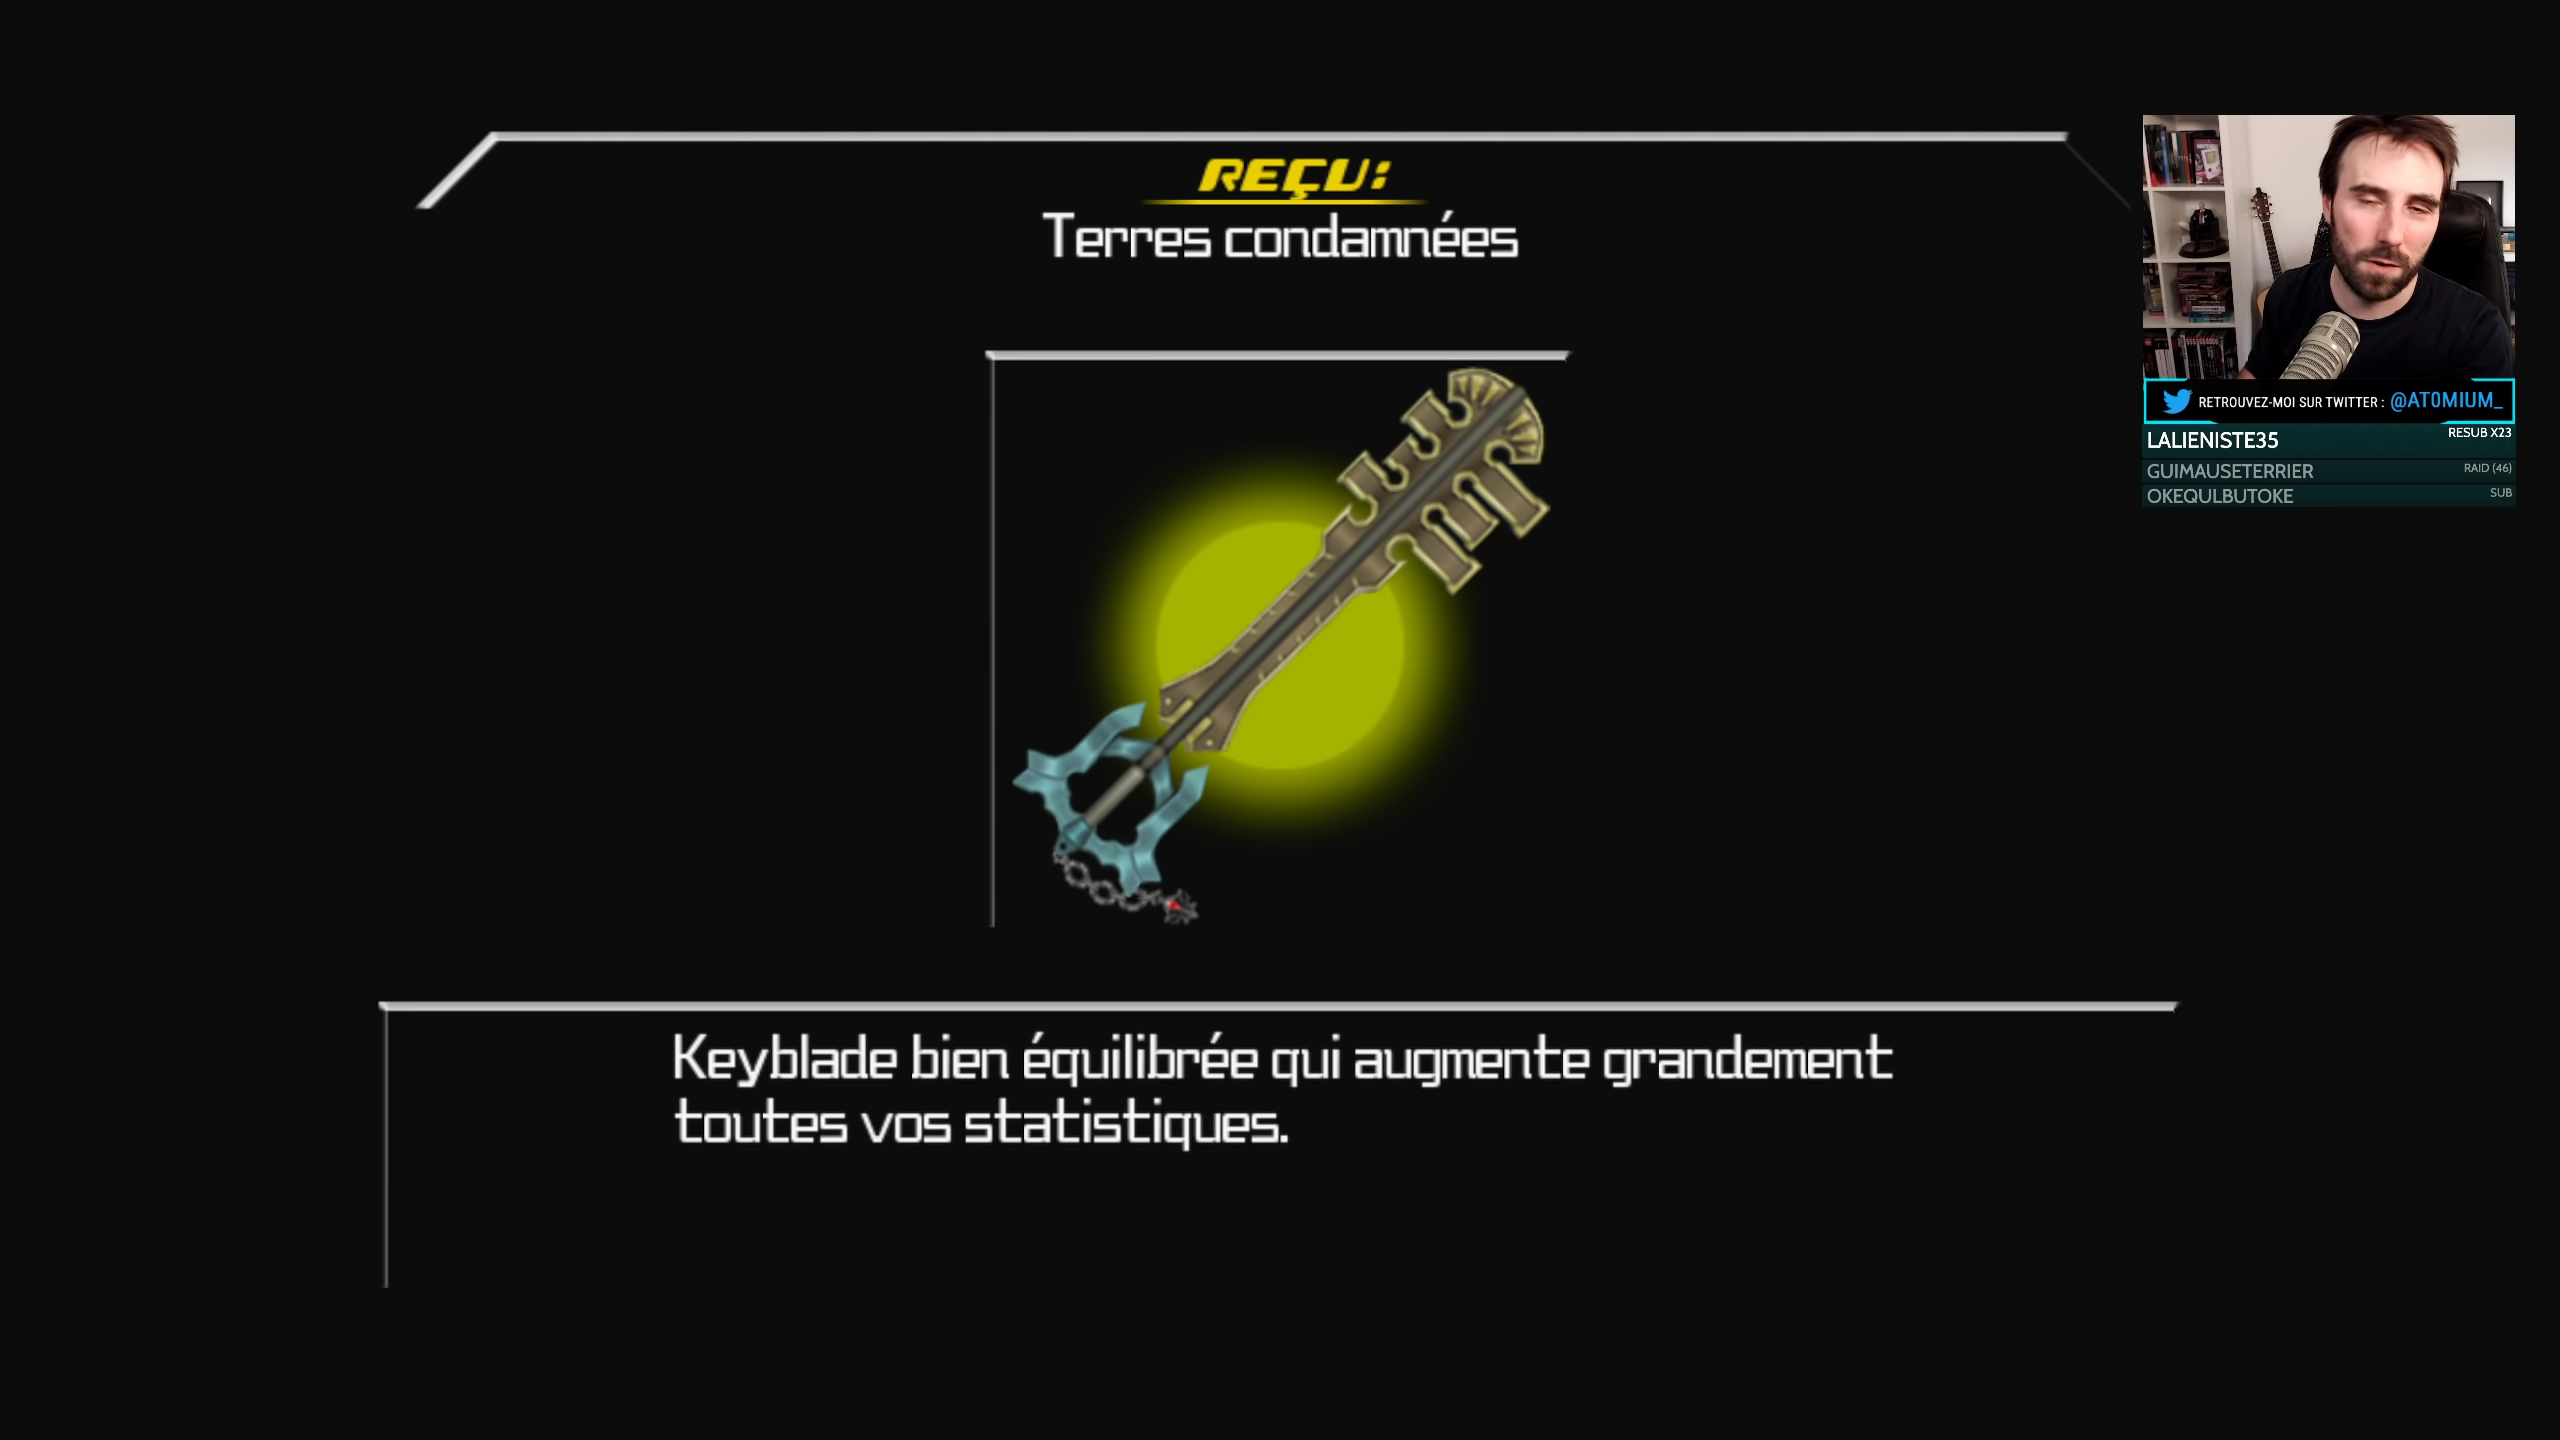 REÇU:
Terres condamnées
RETROUVEZ-MOI SUR TWITTER : @AT0MIUM_
LALIENISTE35 RESUB X23
GUIMAUSETERRIER RAID (46)
OKEQULBUTOKE SUB
Keyblade bien équilibrée qui augmente grandement
toutes vos statistiques.